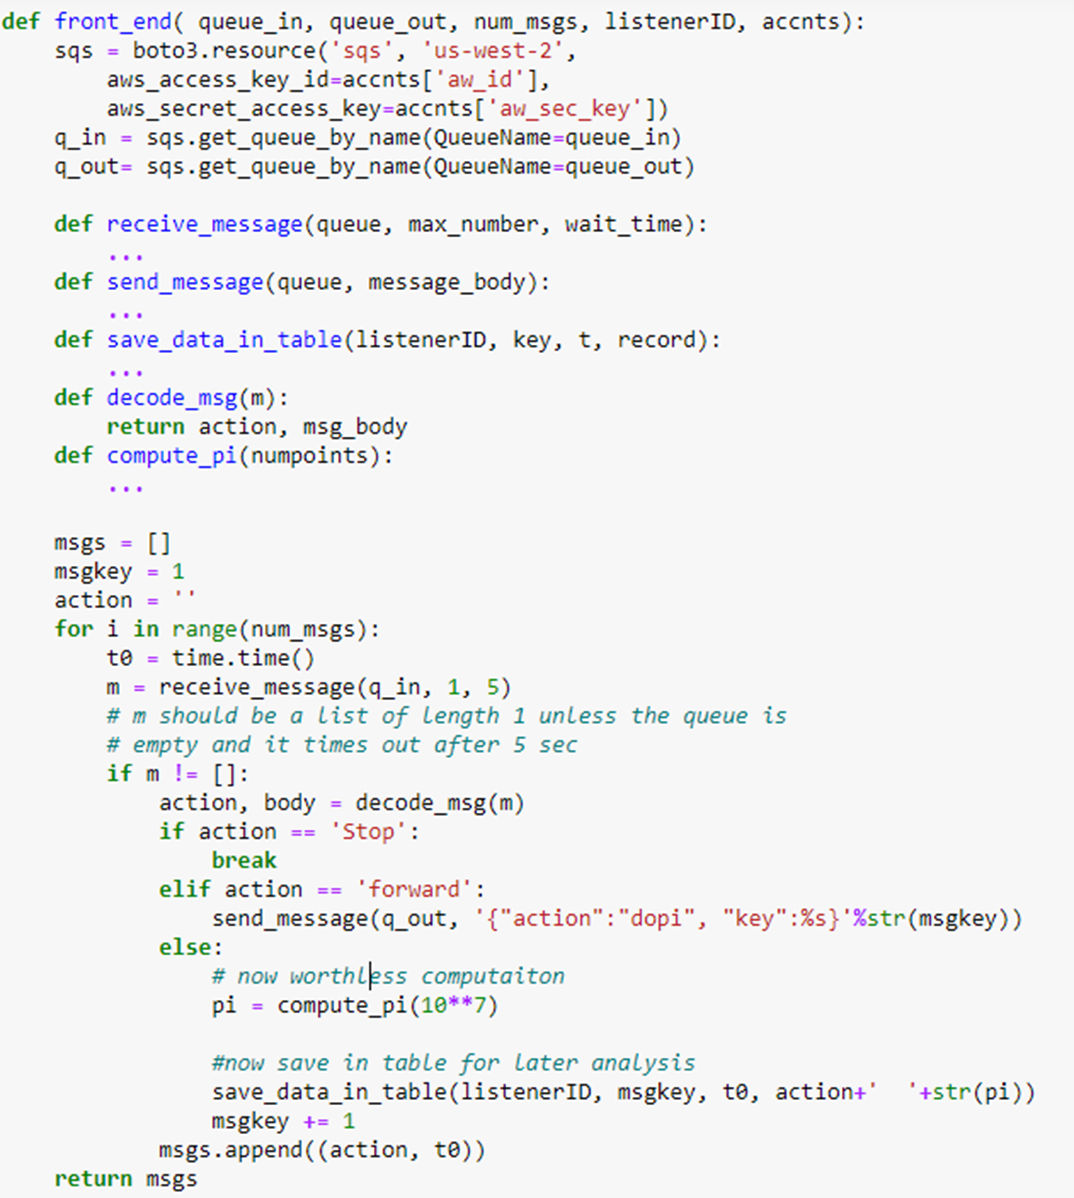 def front_end( queue_in, queue_out, num_msgs, listenerID, accnts):
    sqs = boto3.resource('sqs', 'us-west-2',
        aws_access_key_id=accnts['aw_id'],
        aws_secret_access_key=accnts['aw_sec_key'])
    q_in = sqs.get_queue_by_name(QueueName=queue_in)
    q_out= sqs.get_queue_by_name(QueueName=queue_out)

    def receive_message(queue, max_number, wait_time):
        ...
    def send_message(queue, message_body):
        ...
    def save_data_in_table(listenerID, key, t, record):
        ...
    def decode_msg(m):
        return action, msg_body
    def compute_pi(numpoints):
        ...

    msgs = []
    msgkey = 1
    action = ''
    for i in range(num_msgs):
        t0 = time.time()
        m = receive_message(q_in, 1, 5)
        # m should be a list of length 1 unless the queue is
        # empty and it times out after 5 sec
        if m != []:
            action, body = decode_msg(m)
            if action == 'Stop':
                break
            elif action == 'forward':
                send_message(q_out, '{"action":"dopi", "key":%s}'%str(msgkey))
            else:
                # now worthless computaiton
                pi = compute_pi(10**7)

                #now save in table for later analysis
                save_data_in_table(listenerID, msgkey, t0, action+'  '+str(pi))
                msgkey += 1
            msgs.append((action, t0))
    return msgs